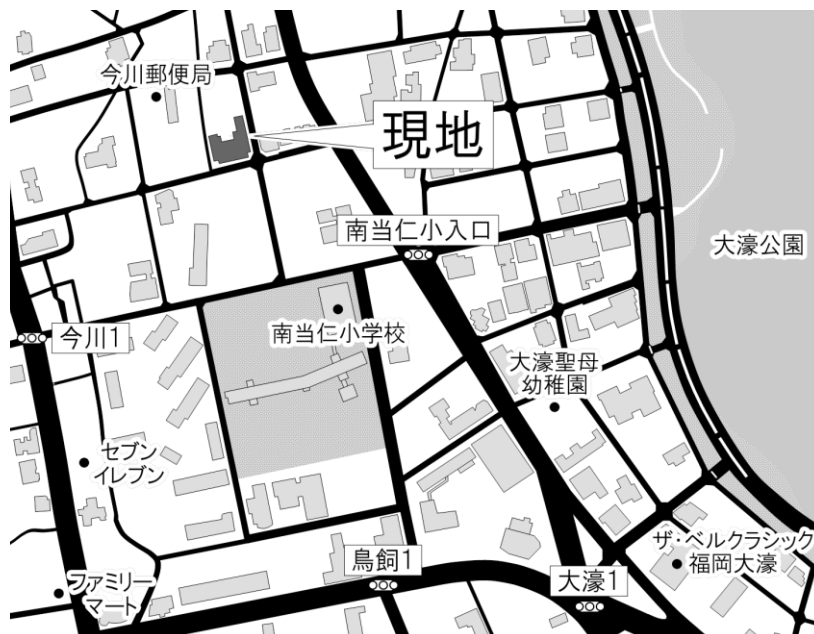 今川郵便局
現地
南当仁小入口
大濠公園
今川1
南当仁小学校
大濠聖母
幼稚園
セブン
イレブン
鳥飼1
ファミリー
マート
大濠1
ザ・ベルクラシック
福岡大濠